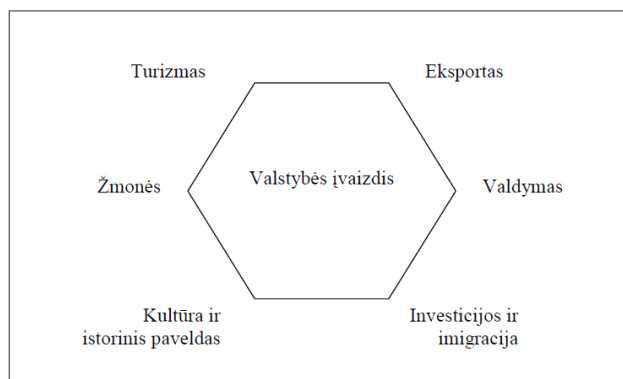 Turizmas
Eksportas
Žmonės
Valstybės įvaizdis
Valdymas
Kultūra ir
istorinis paveldas
Investicijos ir
imigracija